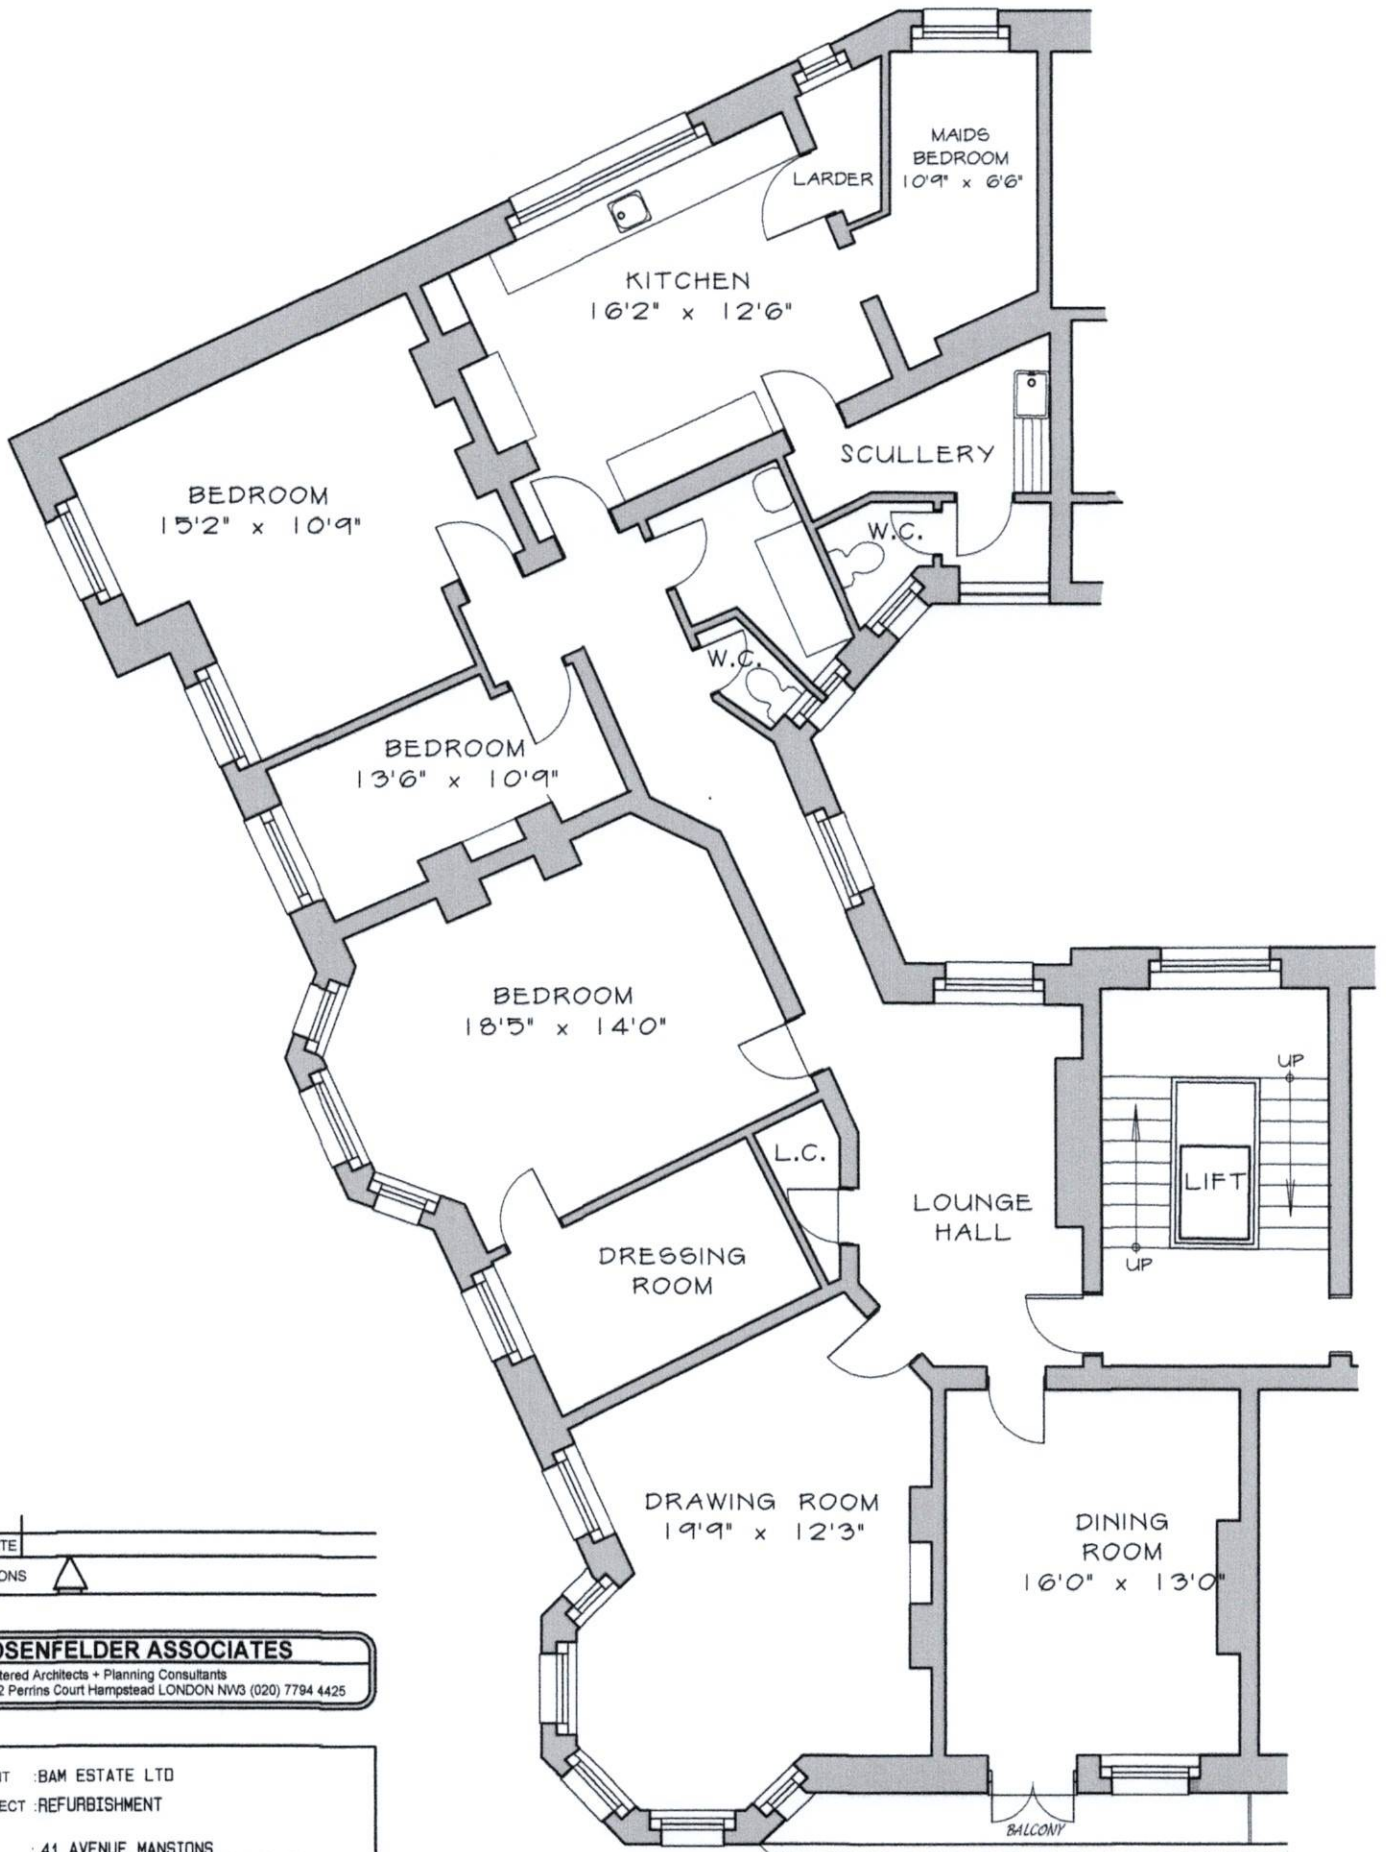 MAIDS
BEDROOM
10'9" x 6'6"
LARDER
KITCHEN
16'2" x 12'6"
SCULLERY
BEDROOM
15'2" x 10'9"
W.C.
W.C.
BEDROOM
13'6" x 10'9"
BEDROOM
18'5" x 14'0"
UP
L.C.
LIFT
LOUNGE
HALL
UP
DRESSING
ROOM
DRAWING ROOM
19'9" x 12'3"
DINING
ROOM
16'0" x 13'0"
BALCONY
TE
ONS
OSENFELDER ASSOCIATES
tered Architects + Planning Consultants
2 Perrins Court Hampstead LONDON NW3 (020) 7794 4425
NT :BAM ESTATE LTD
ECT :REFURBISHMENT
: 41 AVENUE MANSIONS